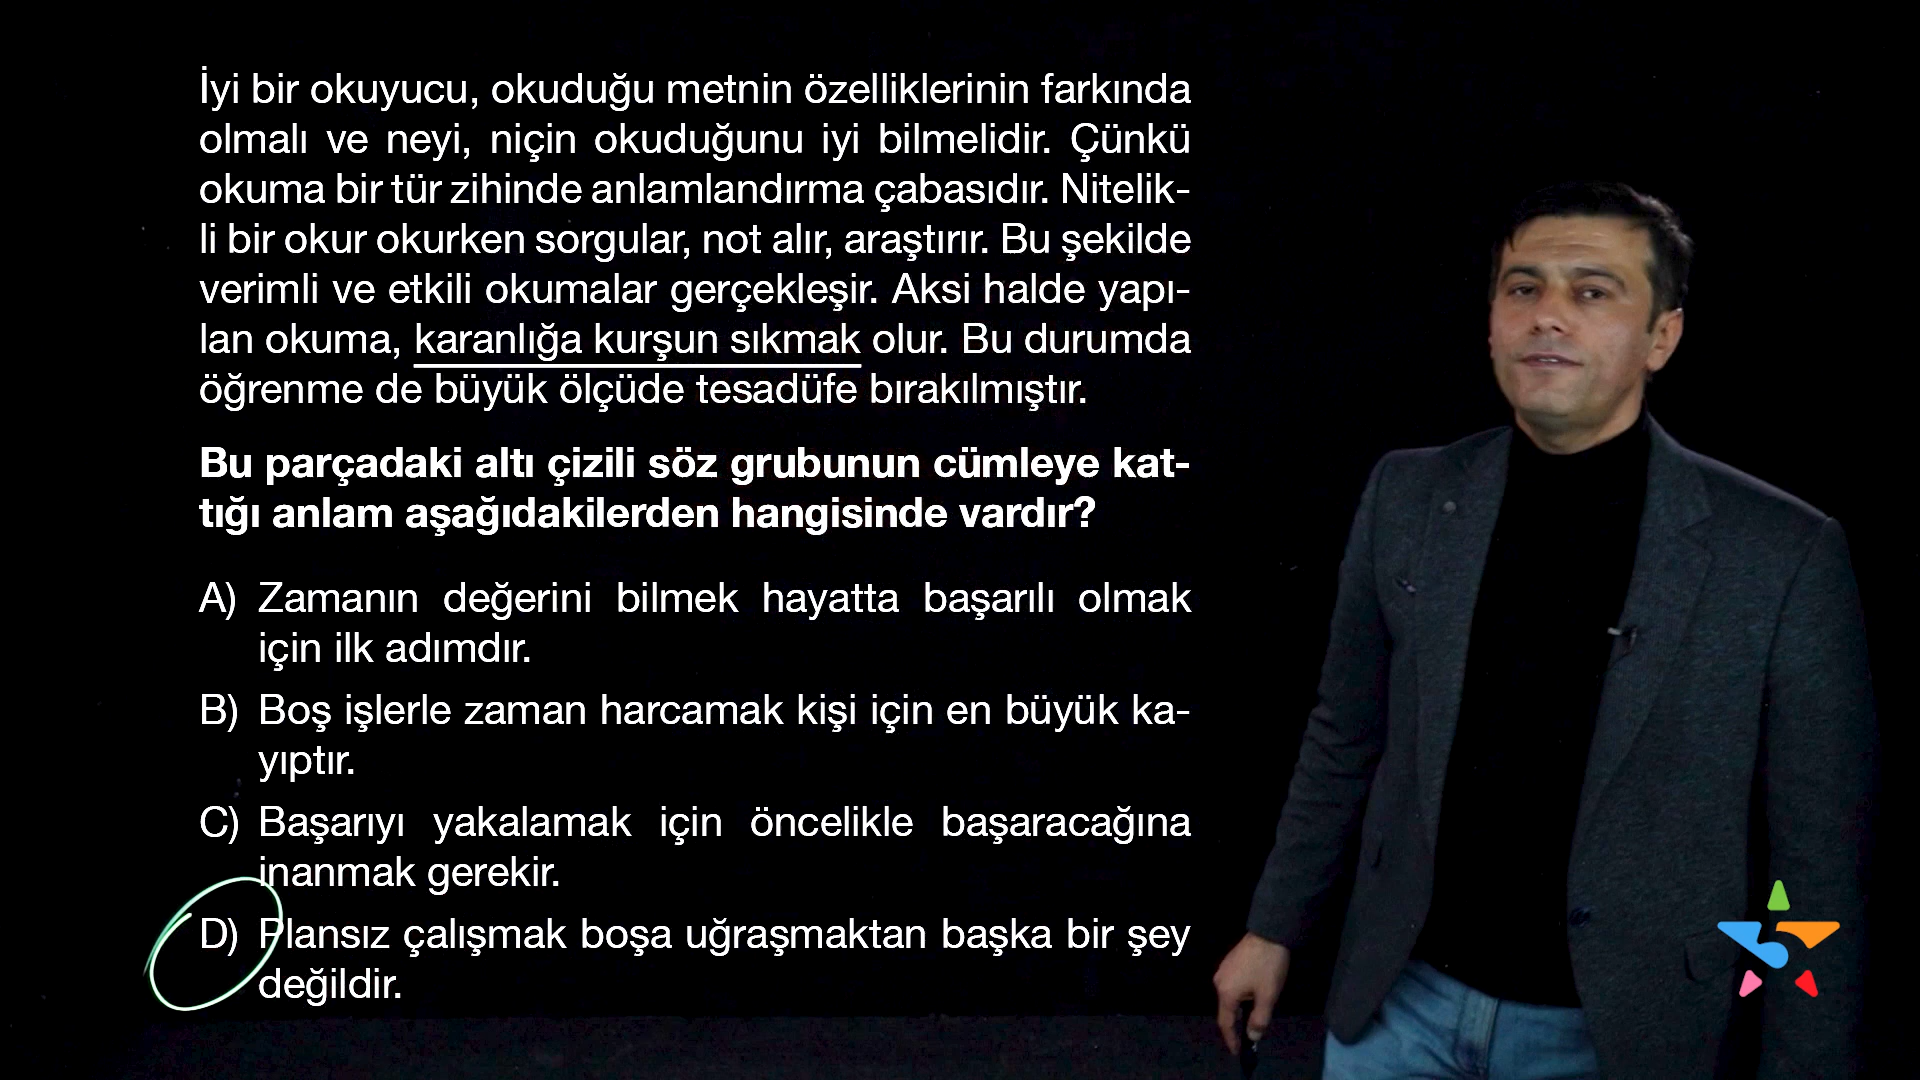 İyi bir okuyucu, okuduğu metnin özelliklerinin farkında
olmalı ve neyi, niçin okuduğunu iyi bilmelidir. Çünkü
okuma bir tür zihinde anlamlandırma çabasıdır. Nitelik-
li bir okur okurken sorgular, not alır, araştırır. Bu şekilde
verimli ve etkili okumalar gerçekleşir. Aksi halde yapı-
lan okuma, karanlığa kurşun sıkmak olur. Bu durumda
öğrenme de büyük ölçüde tesadüfe bırakılmıştır.
Bu parçadaki altı çizili söz grubunun cümleye kat-
tığı anlam aşağıdakilerden hangisinde vardır?
A) Zamanın değerini bilmek hayatta başarılı olmak
için ilk adımdır.
B) Boş işlerle zaman harcamak kişi için en büyük ka-
yıptır.
C) Başarıyı yakalamak için öncelikle başaracağına
inanmak gerekir.
D) Plansız çalışmak boşa uğraşmaktan başka bir şey
değildir.